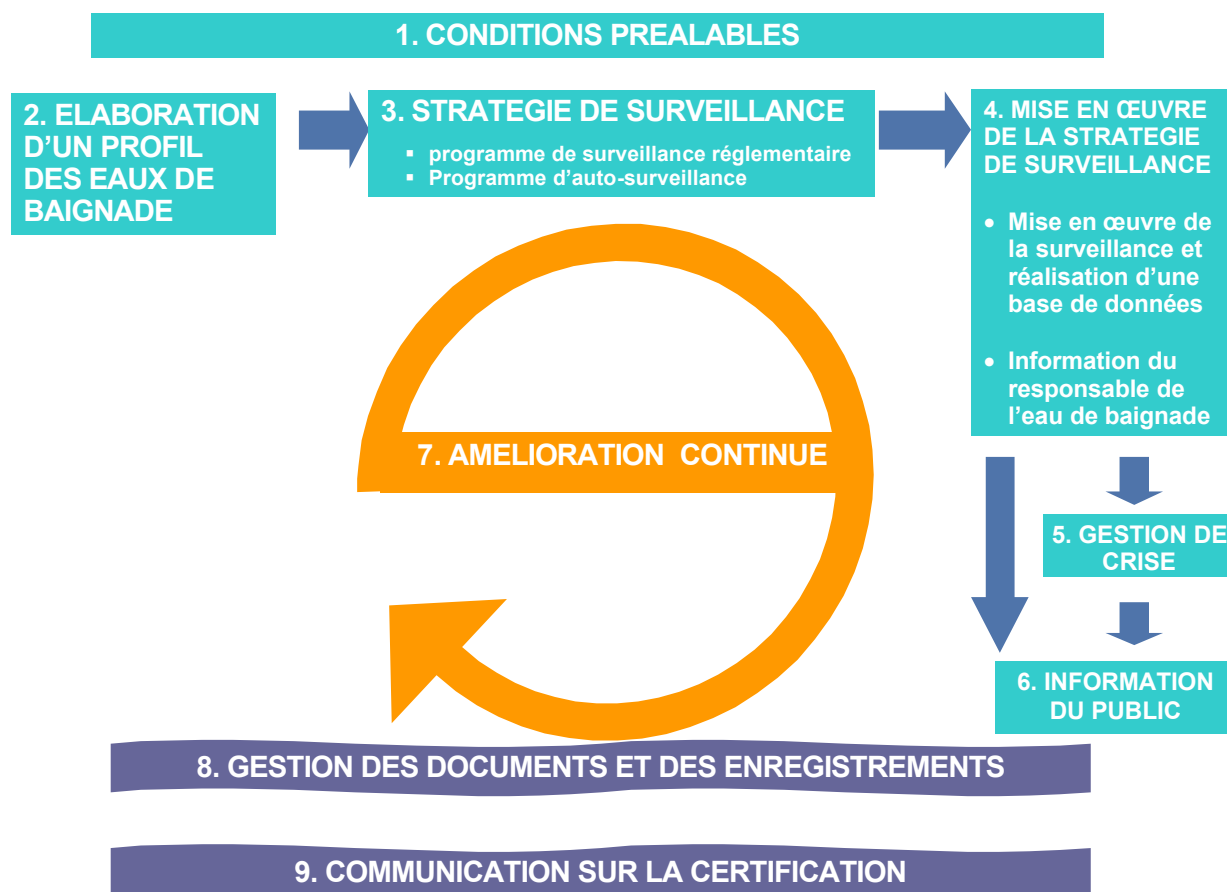 1. CONDITIONS PREALABLES
2. ELABORATION
D’UN PROFIL
DES EAUX DE
BAIGNADE
3. STRATEGIE DE SURVEILLANCE
▪ programme de surveillance réglementaire
▪ Programme d’auto-surveillance
4. MISE EN ŒUVRE
DE LA STRATEGIE
DE SURVEILLANCE
• Mise en œuvre de
la surveillance et
réalisation d’une
base de données
• Information du
responsable de
l’eau de baignade
7. AMELIORATION CONTINUE
5. GESTION DE
CRISE
6. INFORMATION
DU PUBLIC
8. GESTION DES DOCUMENTS ET DES ENREGISTREMENTS
9. COMMUNICATION SUR LA CERTIFICATION